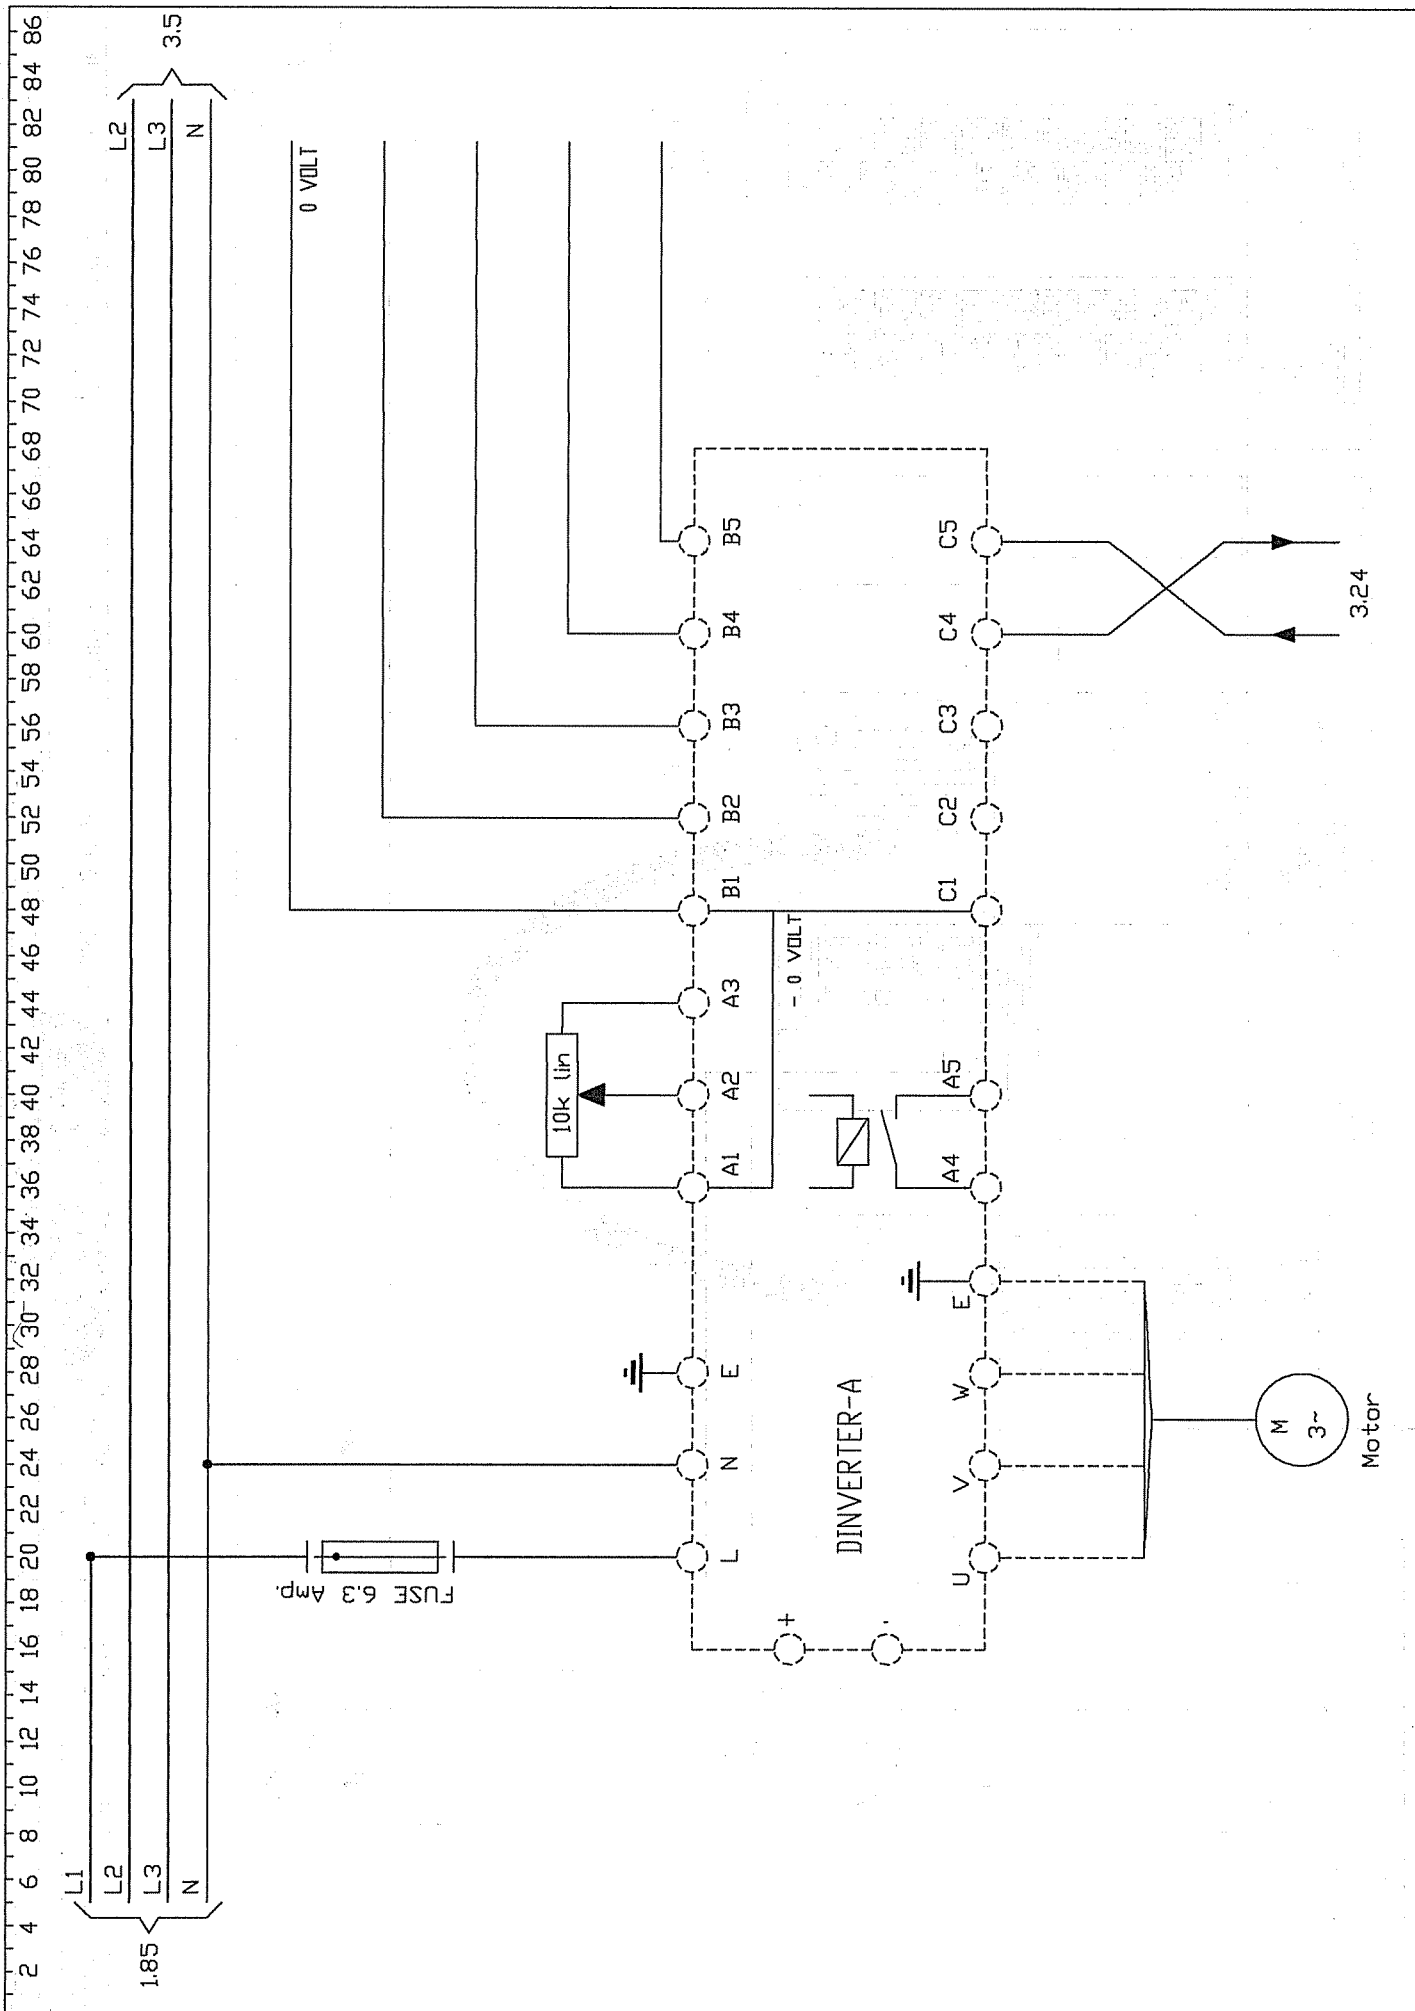 2 4 6 8 10 12 14 16 18 20 22 24 26 28 30 32 34 36 38 40 42 44 46 48 50 52 54 56 58 60 62 64 66 68 70 72 74 76 78 80 82 84 86
L1
L2
L3
N
1.85
L2
L3
N
3.5
0 VOLT
FUSE 6.3 Amp.
10k lin
L
N
E
A1
A2
A3
B1
B2
B3
B4
B5
+
-
- 0 VOLT
DINVERTER-A
U
V
W
E
A4
A5
C1
C2
C3
C4
C5
3.24
M
3~
Motor